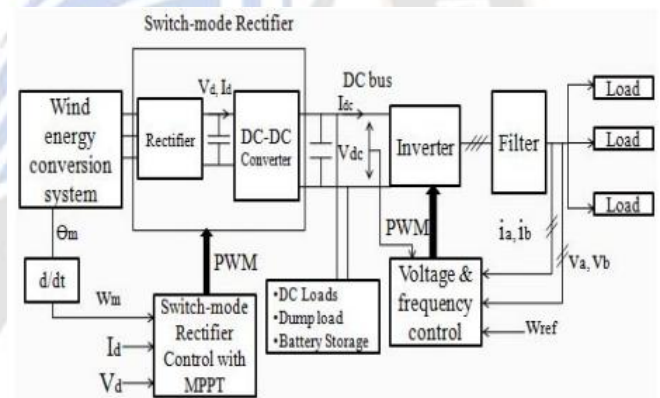 Switch-mode Rectifier
Wind
energy
conversion
system
Rectifier
Vd, Id
DC-DC
Converter
DC bus
Idc
Vdc
Inverter
Filter
Load
Load
Load
Θm
d/dt
Wm
Id
Vd
PWM
Switch-mode
Rectifier
Control with
MPPT
•DC Loads
•Dump load
•Battery Storage
PWM
Voltage &
frequency
control
ia, ib
Va, Vb
Wref